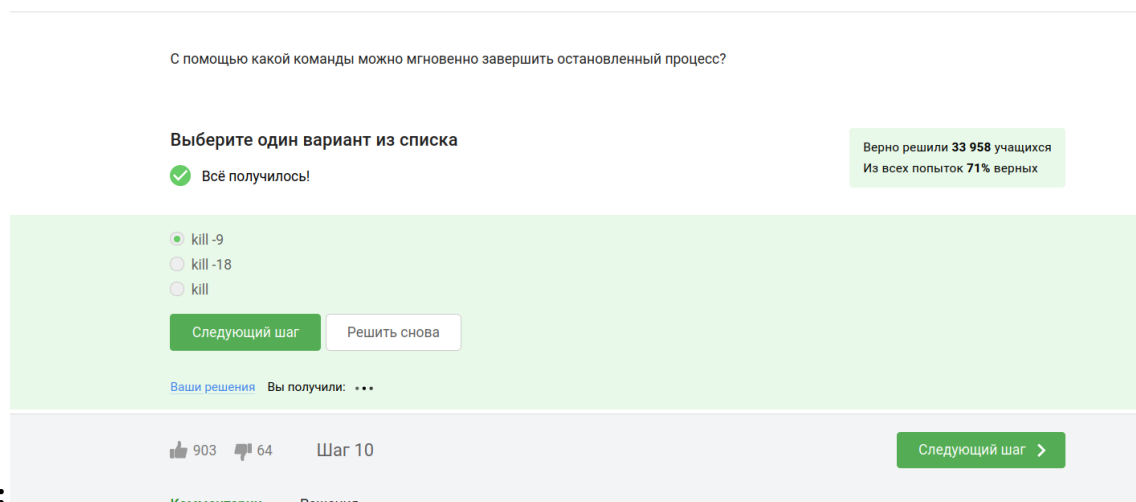 С помощью какой команды можно мгновенно завершить остановленный процесс?
Выберите один вариант из списка
Всё получилось!
Верно решили 33 958 учащихся
Из всех попыток 71% верных
kill -9
kill -18
kill
Следующий шаг
Решить снова
Ваши решения Вы получили:
903 64 Шаг 10
Следующий шаг